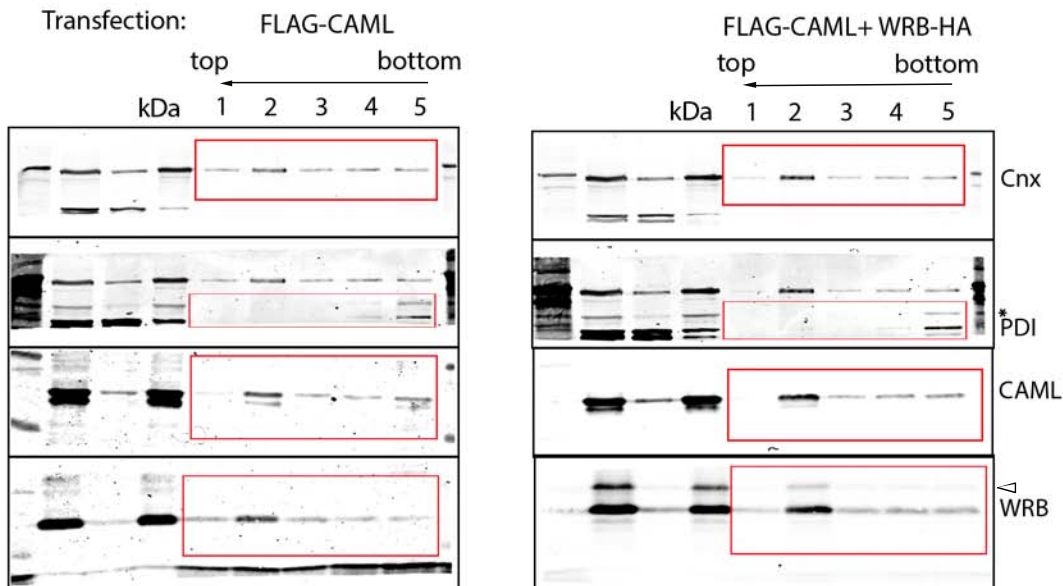 Transfection:
FLAG-CAML
top
bottom
kDa 1 2 3 4 5
FLAG-CAML+ WRB-HA
top
bottom
kDa 1 2 3 4 5
Cnx
*
PDI
CAML
WRB